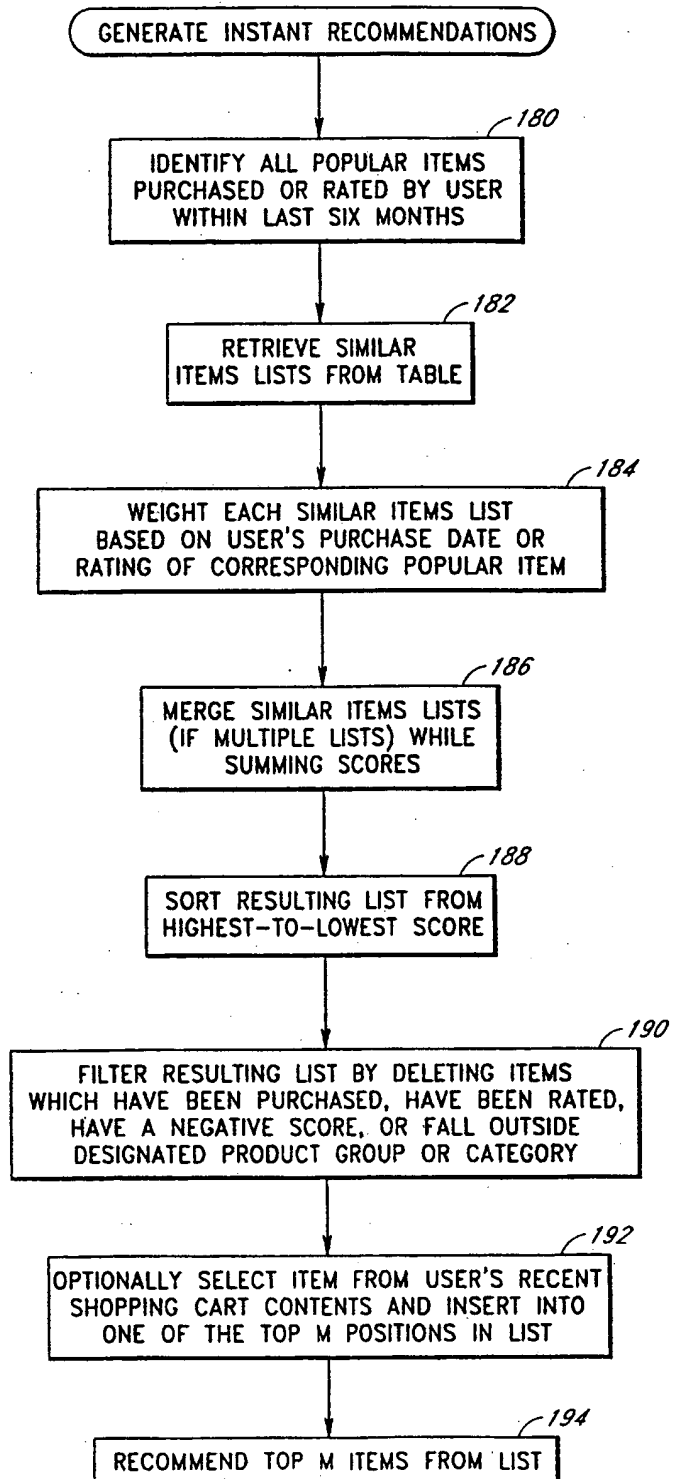 GENERATE INSTANT RECOMMENDATIONS
180
IDENTIFY ALL POPULAR ITEMS
PURCHASED OR RATED BY USER
WITHIN LAST SIX MONTHS
182
RETRIEVE SIMILAR
ITEMS LISTS FROM TABLE
184
WEIGHT EACH SIMILAR ITEMS LIST
BASED ON USER'S PURCHASE DATE OR
RATING OF CORRESPONDING POPULAR ITEM
186
MERGE SIMILAR ITEMS LISTS
(IF MULTIPLE LISTS) WHILE
SUMMING SCORES
188
SORT RESULTING LIST FROM
HIGHEST-TO-LOWEST SCORE
190
FILTER RESULTING LIST BY DELETING ITEMS
WHICH HAVE BEEN PURCHASED, HAVE BEEN RATED,
HAVE A NEGATIVE SCORE, OR FALL OUTSIDE
DESIGNATED PRODUCT GROUP OR CATEGORY
192
OPTIONALLY SELECT ITEM FROM USER'S RECENT
SHOPPING CART CONTENTS AND INSERT INTO
ONE OF THE TOP M POSITIONS IN LIST
194
RECOMMEND TOP M ITEMS FROM LIST